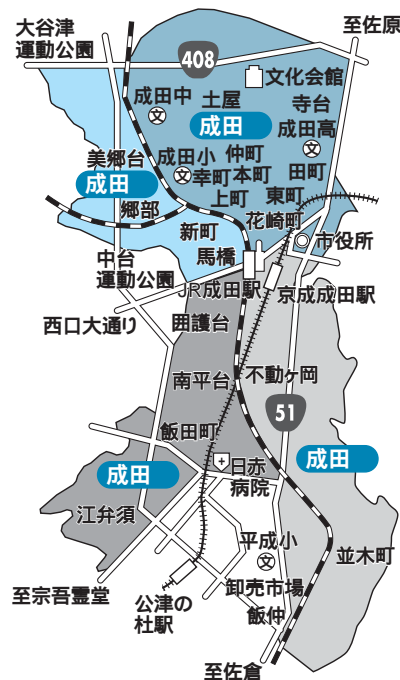 大谷津
運動公園
至佐原
408
文化会館
成田中
土屋
寺台
文
成田
成田高
文
美郷台
成田小
仲町
文
幸町
本町
田町
成田
上町
東町
郷部
花崎町
新町
市役所
馬橋
中台
運動公園
JR成田駅
京成成田駅
西口大通り
囲護台
南平台
不動ヶ岡
51
飯田町
成田
成田
日赤
病院
江弁須
平成小
文
並木町
至宗吾霊堂
公津の
杜駅
卸売市場
飯仲
至佐倉